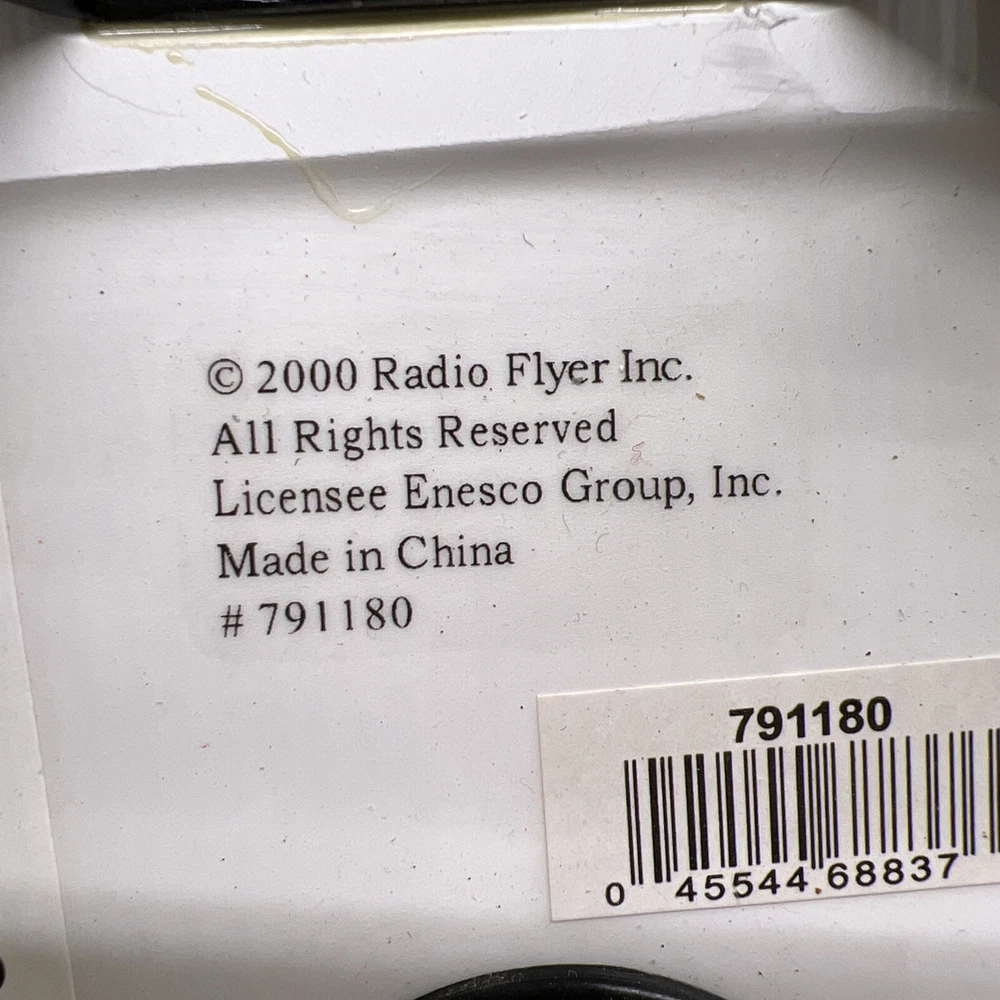 © 2000 Radio Flyer Inc.
All Rights Reserved
Licensee Enesco Group, Inc.
Made in China
# 791180
791180
0 45544 68837